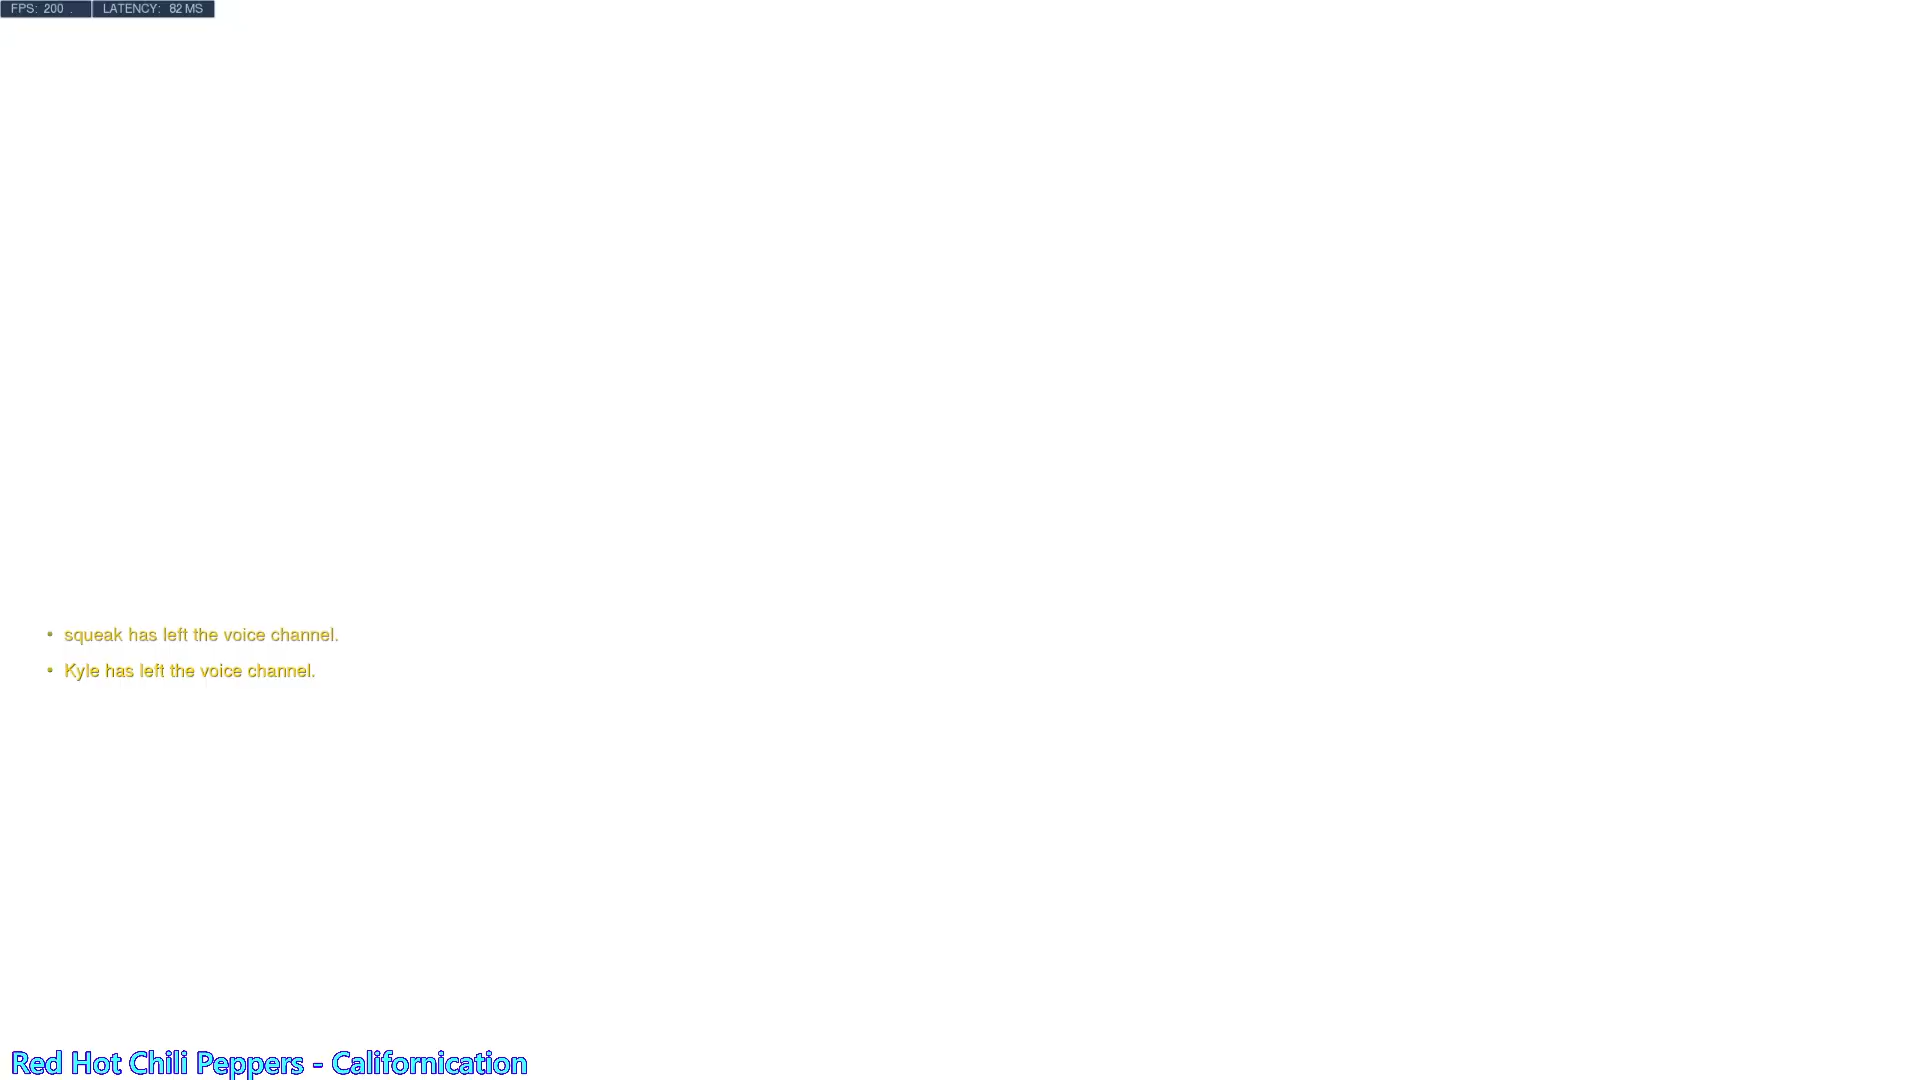 FPS: 200 . LATENCY: 82 MS
• squeak has left the voice channel.
• Kyle has left the voice channel.
Red Hot Chili Peppers - Californication